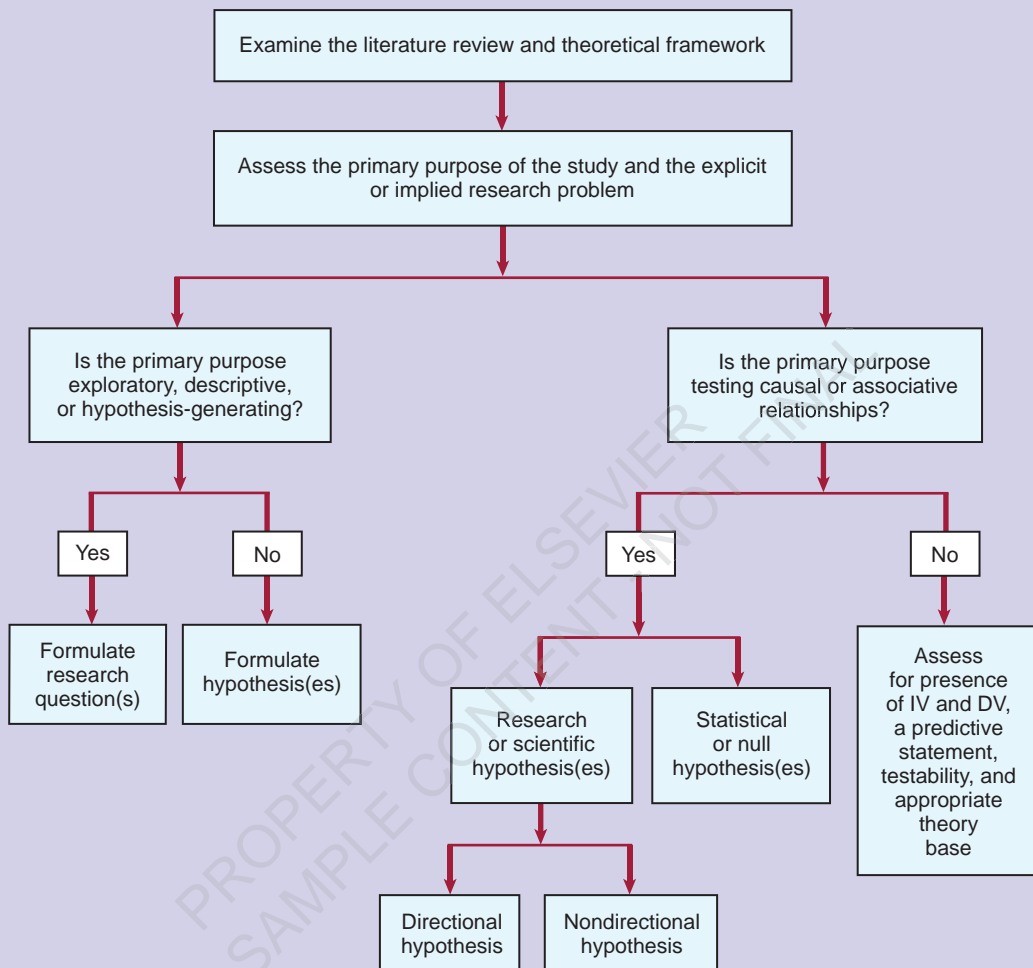 Examine the literature review and theoretical framework
Assess the primary purpose of the study and the explicit
or implied research problem
Is the primary purpose
exploratory, descriptive,
or hypothesis-generating?
Is the primary purpose
testing causal or associative
relationships?
Yes
No
Yes
No
Formulate
research
question(s)
Formulate
hypothesis(es)
Research
or scientific
hypothesis(es)
Statistical
or null
hypothesis(es)
Assess
for presence
of IV and DV,
a predictive
statement,
testability, and
appropriate
theory
base
Directional
hypothesis
Nondirectional
hypothesis
PROPERTY OF ELSEVIER
SAMPLE CONTENT - NOT FINAL